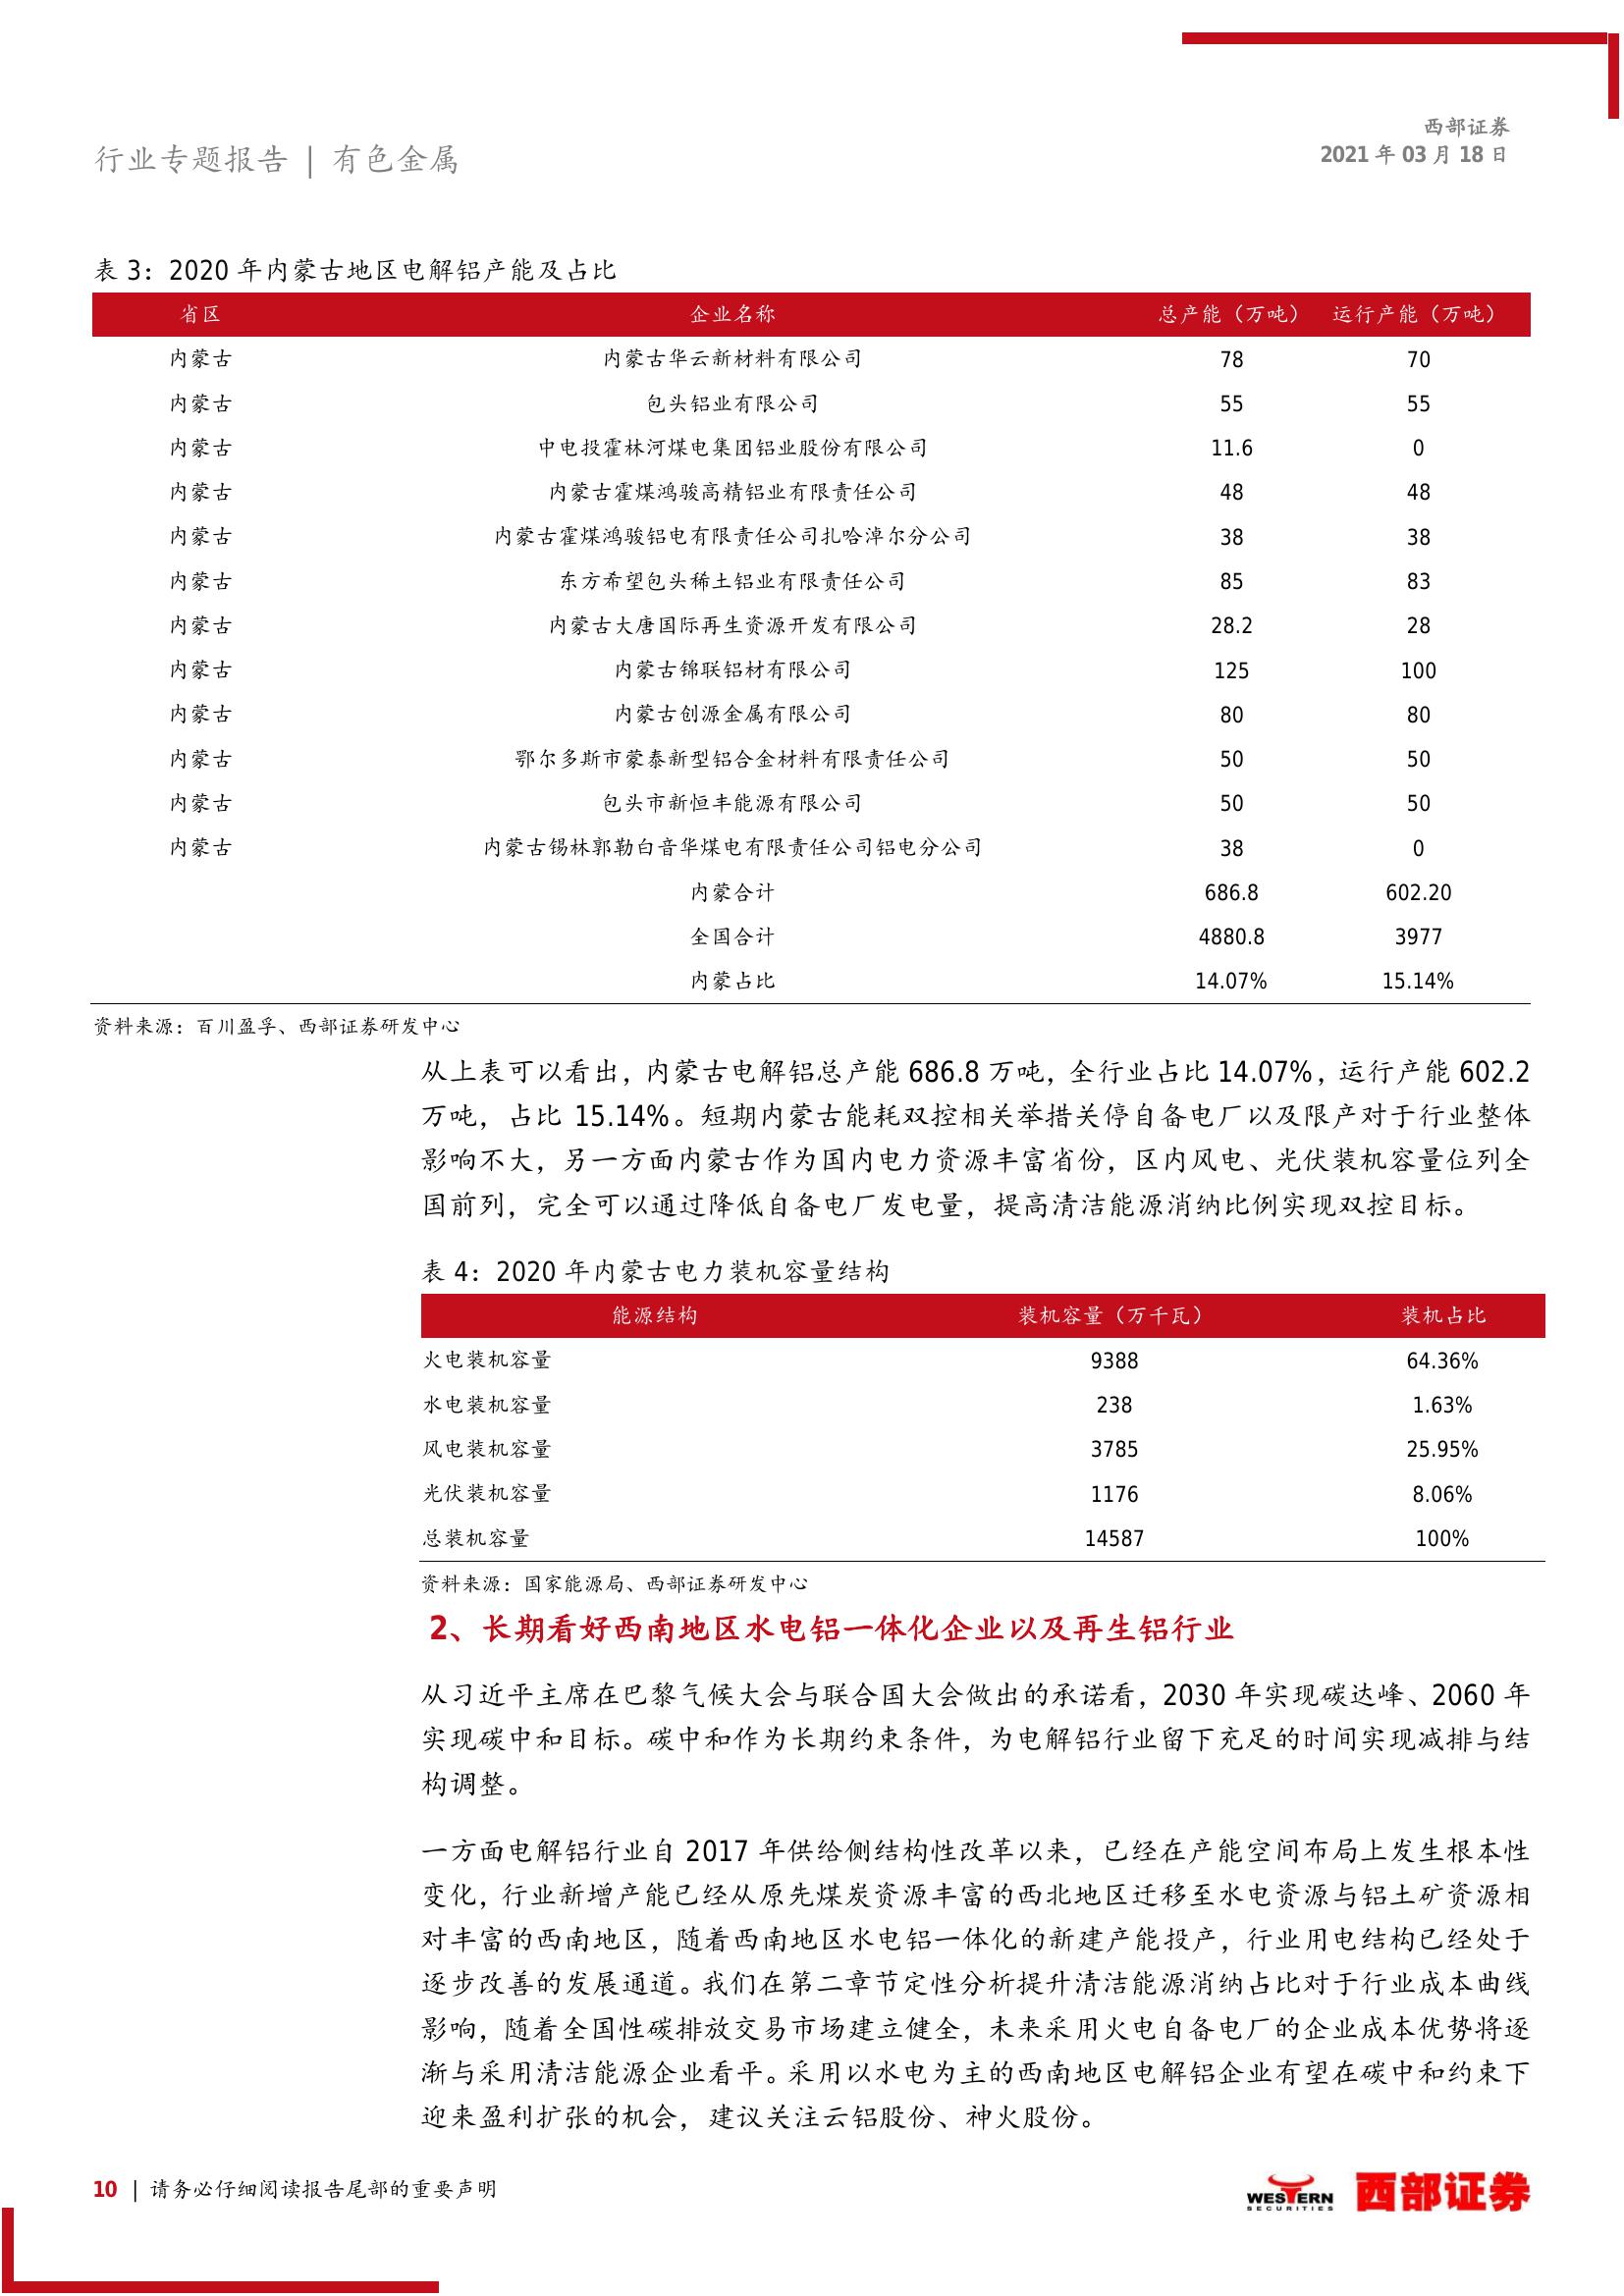 西部证券
2021 年 03 月 18 日
行业专题报告 | 有色金属
表 3：2020 年内蒙古地区电解铝产能及占比
省区 企业名称 总产能（万吨） 运行产能（万吨）
内蒙古 内蒙古华云新材料有限公司 78 70
内蒙古 包头铝业有限公司 55 55
内蒙古 中电投霍林河煤电集团铝业股份有限公司 11.6 0
内蒙古 内蒙古霍煤鸿骏高精铝业有限责任公司 48 48
内蒙古 内蒙古霍煤鸿骏铝电有限责任公司扎哈淖尔分公司 38 38
内蒙古 东方希望包头稀土铝业有限责任公司 85 83
内蒙古 内蒙古大唐国际再生资源开发有限公司 28.2 28
内蒙古 内蒙古锦联铝材有限公司 125 100
内蒙古 内蒙古创源金属有限公司 80 80
内蒙古 鄂尔多斯市蒙泰新型铝合金材料有限责任公司 50 50
内蒙古 包头市新恒丰能源有限公司 50 50
内蒙古 内蒙古锡林郭勒白音华煤电有限责任公司铝电分公司 38 0
内蒙合计 686.8 602.20
全国合计 4880.8 3977
内蒙占比 14.07% 15.14%
资料来源：百川盈孚、西部证券研发中心
从上表可以看出，内蒙古电解铝总产能 686.8 万吨，全行业占比 14.07%，运行产能 602.2
万吨，占比 15.14%。短期内蒙古能耗双控相关举措关停自备电厂以及限产对于行业整体
影响不大，另一方面内蒙古作为国内电力资源丰富省份，区内风电、光伏装机容量位列全
国前列，完全可以通过降低自备电厂发电量，提高清洁能源消纳比例实现双控目标。
表 4：2020 年内蒙古电力装机容量结构
能源结构 装机容量（万千瓦） 装机占比
火电装机容量 9388 64.36%
水电装机容量 238 1.63%
风电装机容量 3785 25.95%
光伏装机容量 1176 8.06%
总装机容量 14587 100%
资料来源：国家能源局、西部证券研发中心
2、长期看好西南地区水电铝一体化企业以及再生铝行业
从习近平主席在巴黎气候大会与联合国大会做出的承诺看，2030 年实现碳达峰、2060 年
实现碳中和目标。碳中和作为长期约束条件，为电解铝行业留下充足的时间实现减排与结
构调整。
一方面电解铝行业自 2017 年供给侧结构性改革以来，已经在产能空间布局上发生根本性
变化，行业新增产能已经从原先煤炭资源丰富的西北地区迁移至水电资源与铝土矿资源相
对丰富的西南地区，随着西南地区水电铝一体化的新建产能投产，行业用电结构已经处于
逐步改善的发展通道。我们在第二章节定性分析提升清洁能源消纳占比对于行业成本曲线
影响，随着全国性碳排放交易市场建立健全，未来采用火电自备电厂的企业成本优势将逐
渐与采用清洁能源企业看平。采用以水电为主的西南地区电解铝企业有望在碳中和约束下
迎来盈利扩张的机会，建议关注云铝股份、神火股份。
10 | 请务必仔细阅读报告尾部的重要声明
WESTERN
SECURITIES
西部证券